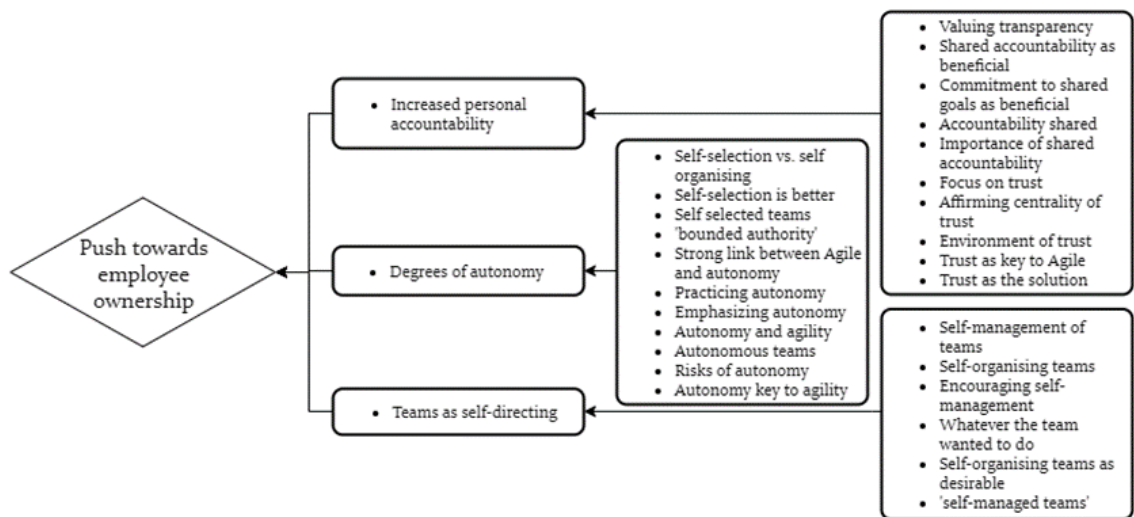 Push towards
employee
ownership
• Increased personal
accountability
• Degrees of autonomy
• Teams as self-directing
• Self-selection vs. self
organising
• Self-selection is better
• Self selected teams
• 'bounded authority'
• Strong link between Agile
and autonomy
• Practicing autonomy
• Emphasizing autonomy
• Autonomy and agility
• Autonomous teams
• Risks of autonomy
• Autonomy key to agility
• Valuing transparency
• Shared accountability as
beneficial
• Commitment to shared
goals as beneficial
• Accountability shared
• Importance of shared
accountability
• Focus on trust
• Affirming centrality of
trust
• Environment of trust
• Trust as key to Agile
• Trust as the solution
• Self-management of
teams
• Self-organising teams
• Encouraging self-
management
• Whatever the team
wanted to do
• Self-organising teams as
desirable
• 'self-managed teams'